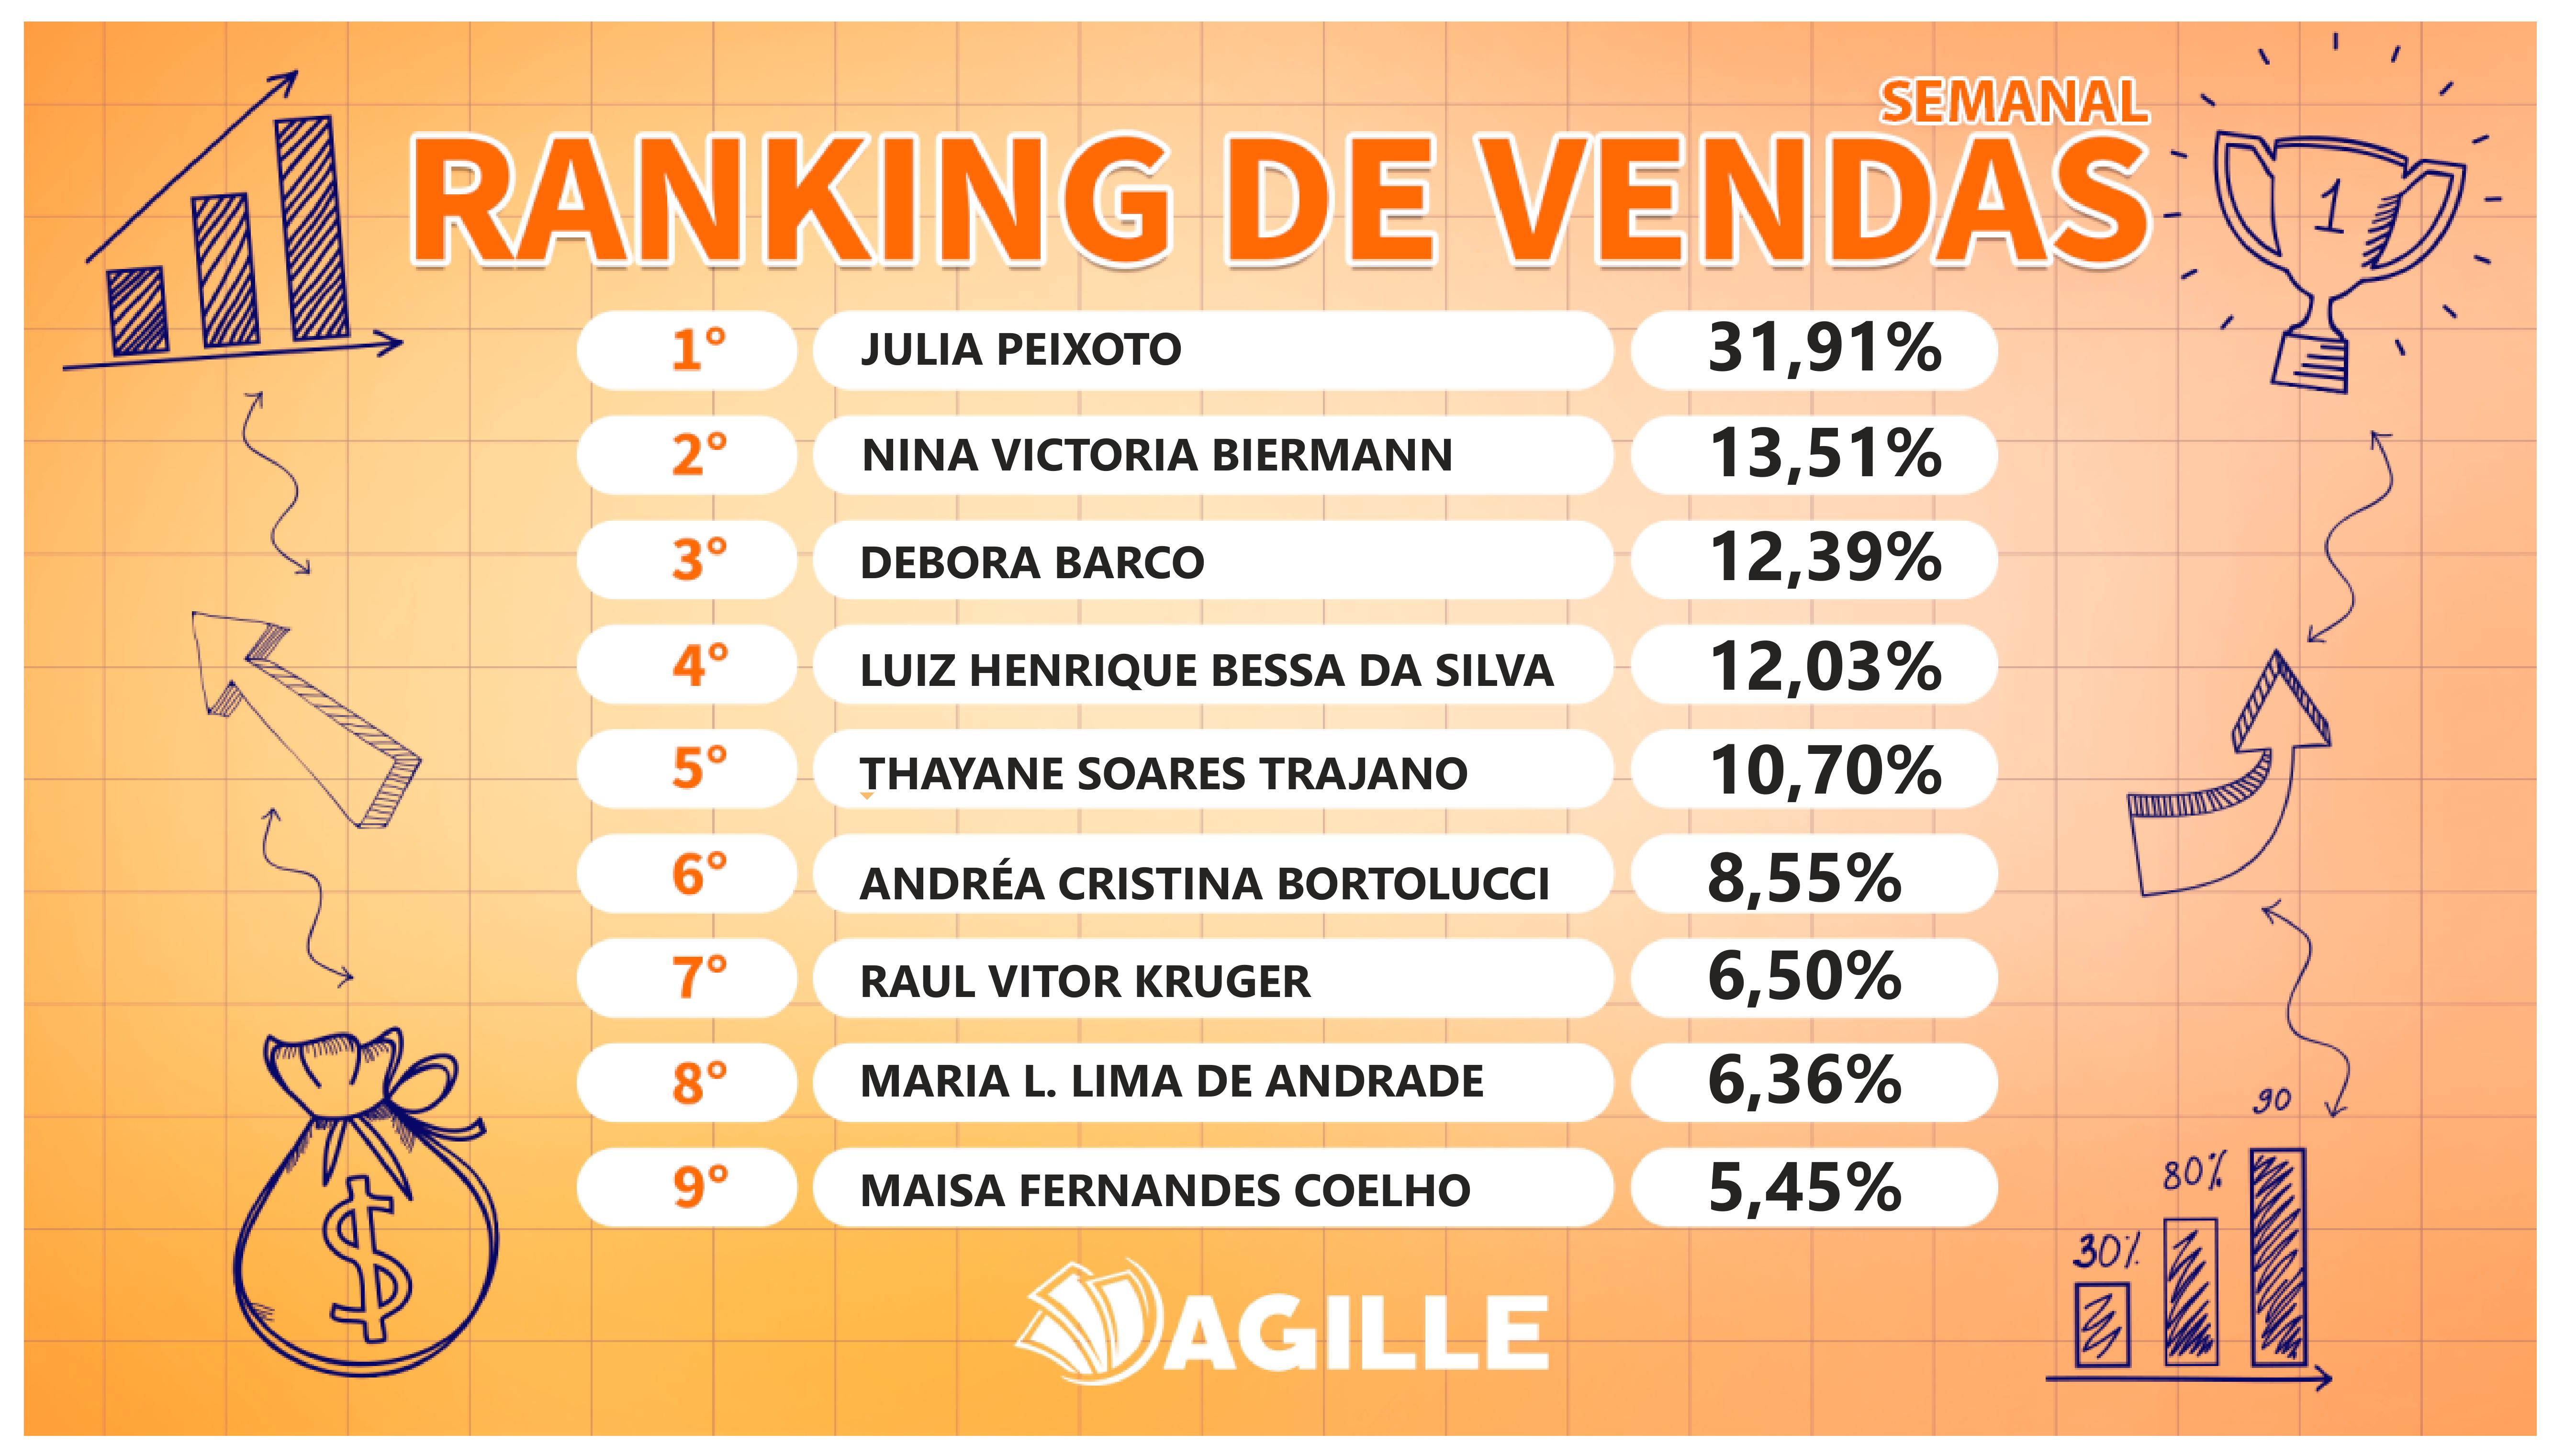 SEMANAL
RANKING DE VENDAS
1
1° JULIA PEIXOTO 31,91%
2° NINA VICTORIA BIERMANN 13,51%
3° DEBORA BARCO 12,39%
4° LUIZ HENRIQUE BESSA DA SILVA 12,03%
5° THAYANE SOARES TRAJANO 10,70%
6° ANDRÉA CRISTINA BORTOLUCCI 8,55%
7° RAUL VITOR KRUGER 6,50%
8° MARIA L. LIMA DE ANDRADE 6,36%
9° MAISA FERNANDES COELHO 5,45%
$
30%
80%
90
AGILLE